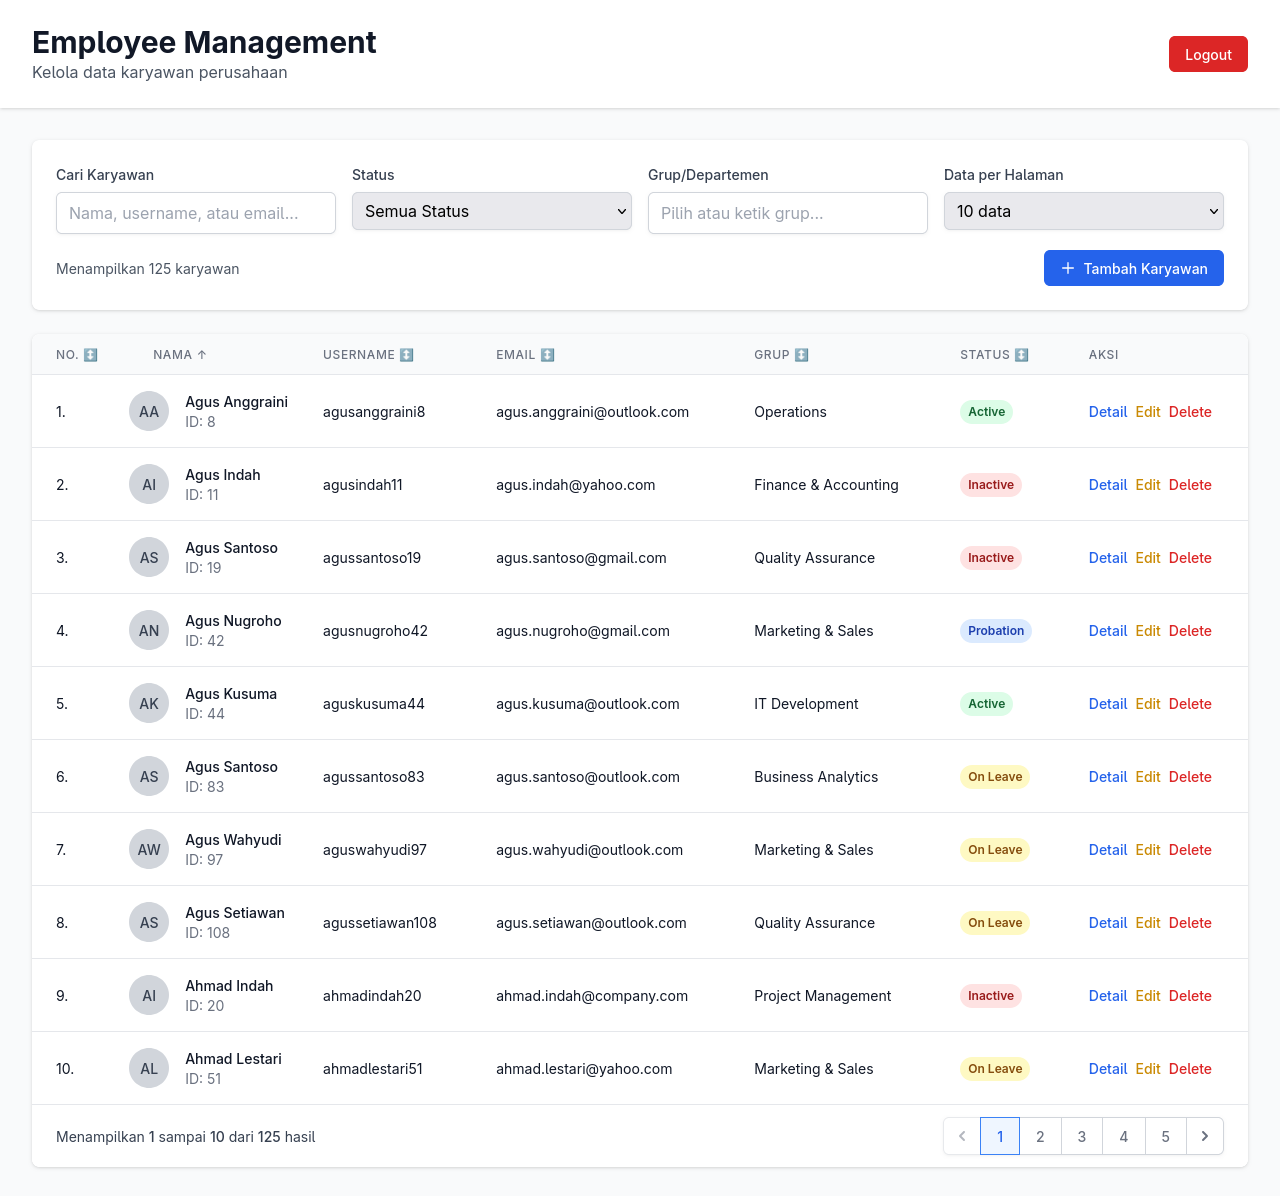 Employee Management
Kelola data karyawan perusahaan
Logout
Cari Karyawan Status Grup/Departemen Data per Halaman
Nama, username, atau email... Semua Status Pilih atau ketik grup... 10 data
Menampilkan 125 karyawan + Tambah Karyawan
NO. ↕️ NAMA ↑ USERNAME ↕️ EMAIL ↕️ GRUP ↕️ STATUS ↕️ AKSI
1. AA Agus Anggraini agusanggraini8 agus.anggraini@outlook.com Operations Active Detail Edit Delete
ID: 8
2. AI Agus Indah agusindah11 agus.indah@yahoo.com Finance & Accounting Inactive Detail Edit Delete
ID: 11
3. AS Agus Santoso agussantoso19 agus.santoso@gmail.com Quality Assurance Inactive Detail Edit Delete
ID: 19
4. AN Agus Nugroho agusnugroho42 agus.nugroho@gmail.com Marketing & Sales Probation Detail Edit Delete
ID: 42
5. AK Agus Kusuma aguskusuma44 agus.kusuma@outlook.com IT Development Active Detail Edit Delete
ID: 44
6. AS Agus Santoso agussantoso83 agus.santoso@outlook.com Business Analytics On Leave Detail Edit Delete
ID: 83
7. AW Agus Wahyudi aguswahyudi97 agus.wahyudi@outlook.com Marketing & Sales On Leave Detail Edit Delete
ID: 97
8. AS Agus Setiawan agussetiawan108 agus.setiawan@outlook.com Quality Assurance On Leave Detail Edit Delete
ID: 108
9. AI Ahmad Indah ahmadindah20 ahmad.indah@company.com Project Management Inactive Detail Edit Delete
ID: 20
10. AL Ahmad Lestari ahmadlestari51 ahmad.lestari@yahoo.com Marketing & Sales On Leave Detail Edit Delete
ID: 51
Menampilkan 1 sampai 10 dari 125 hasil 1 2 3 4 5